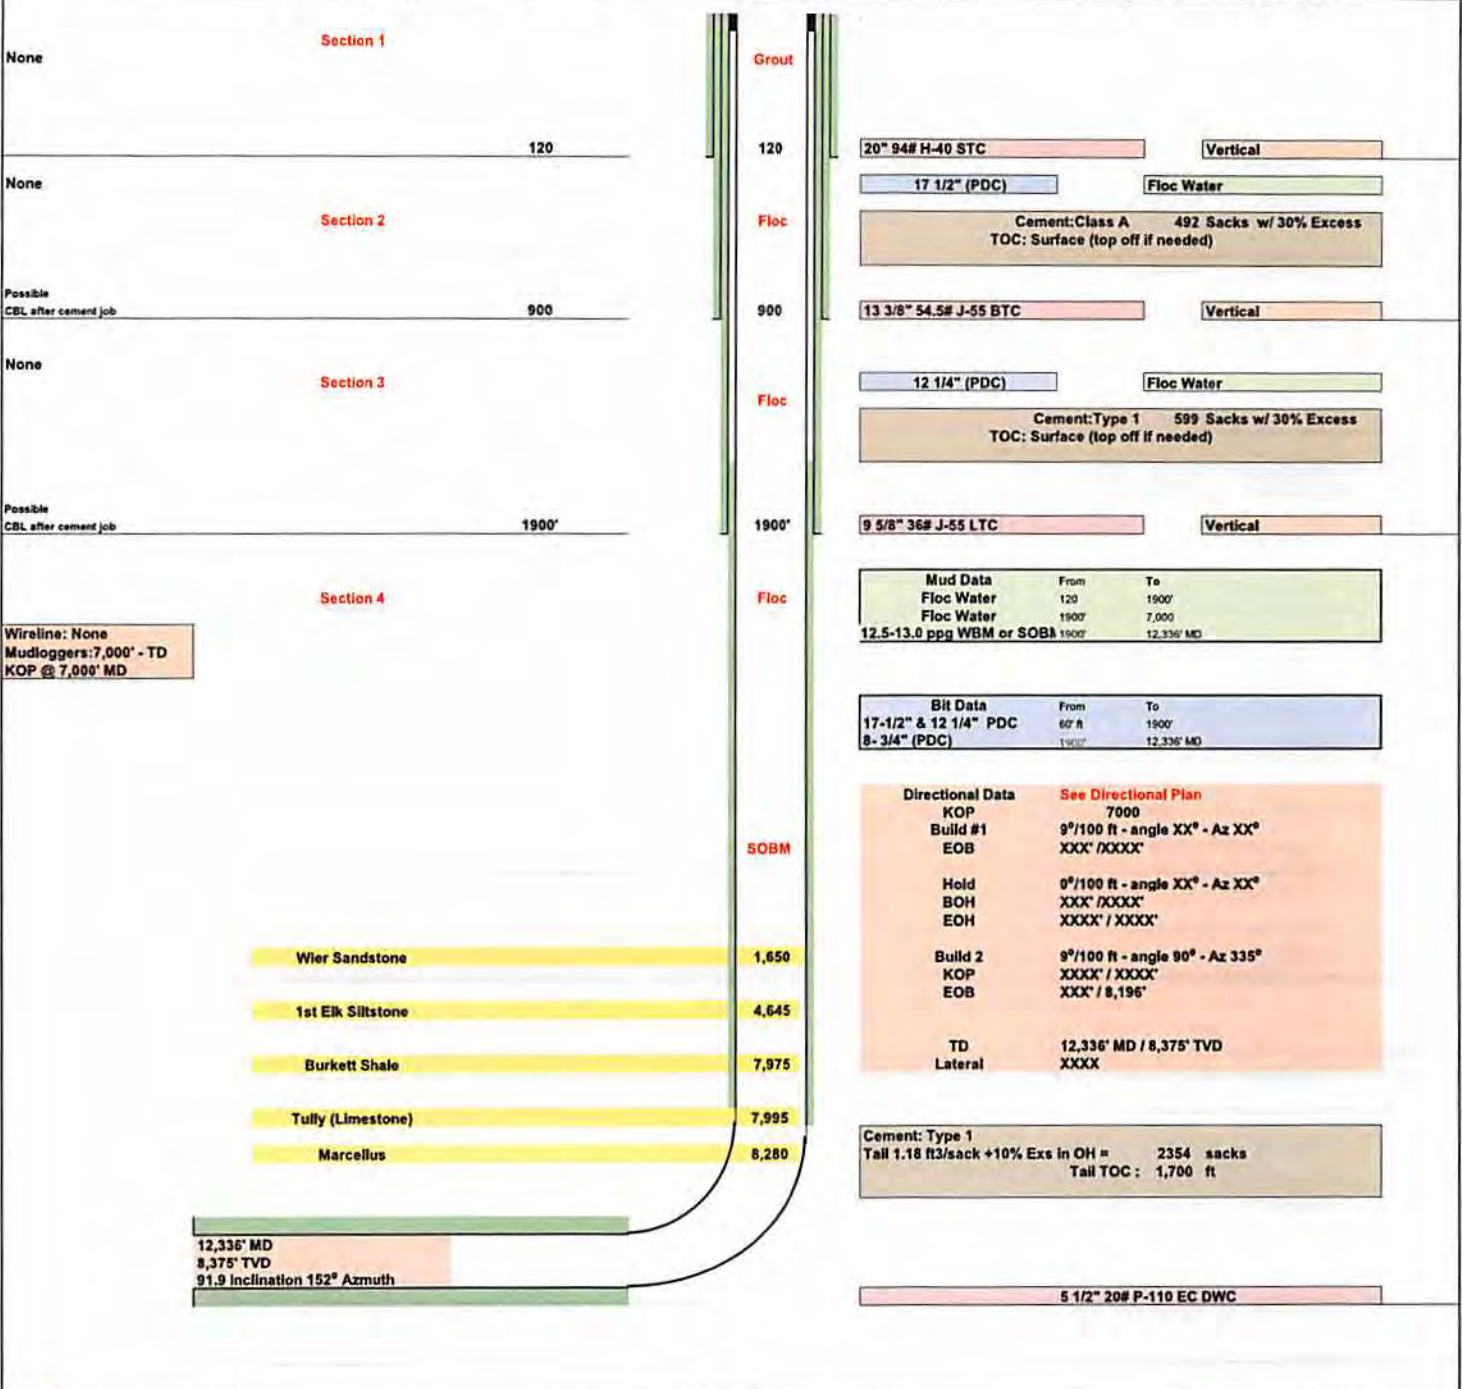 Section 1
None
Grout
120 120 20" 94# H-40 STC Vertical
None 17 1/2" (PDC) Floc Water
Section 2 Floc Cement:Class A 492 Sacks w/ 30% Excess
TOC: Surface (top off if needed)
Possible
CBL after cement job 900 900 13 3/8" 54.5# J-55 BTC Vertical
None
Section 3 12 1/4" (PDC) Floc Water
Floc
Cement:Type 1 599 Sacks w/ 30% Excess
TOC: Surface (top off if needed)
Possible
CBL after cement job 1900' 1900' 9 5/8" 36# J-55 LTC Vertical
Mud Data From To
Section 4 Floc Floc Water 120 1900'
Floc Water 1900' 7,000
12.5-13.0 ppg WBM or SOBM 1900' 12,336' MD
Wireline: None
Mudloggers:7,000' - TD
KOP @ 7,000' MD
Bit Data From To
17-1/2" & 12 1/4" PDC 60' ft 1900'
8- 3/4" (PDC) 1900' 12,336' MD
Directional Data See Directional Plan
KOP 7000
Build #1 9°/100 ft - angle XX° - Az XX°
SOBM EOB XXX' /XXXX'
Hold 0°/100 ft - angle XX° - Az XX°
BOH XXX' /XXXX'
EOH XXXX' / XXXX'
Wier Sandstone 1,650 Build 2 9°/100 ft - angle 90° - Az 335°
KOP XXXX' / XXXX'
EOB XXX' / 8,196'
1st Elk Siltstone 4,645
TD 12,336' MD / 8,375' TVD
Burkett Shale 7,975 Lateral XXXX
Tully (Limestone) 7,995
Cement: Type 1
Marcellus 8,280 Tail 1.18 ft3/sack +10% Exs in OH = 2354 sacks
Tail TOC : 1,700 ft
12,336' MD
8,375' TVD
91.9 Inclination 152° Azmuth
5 1/2" 20# P-110 EC DWC